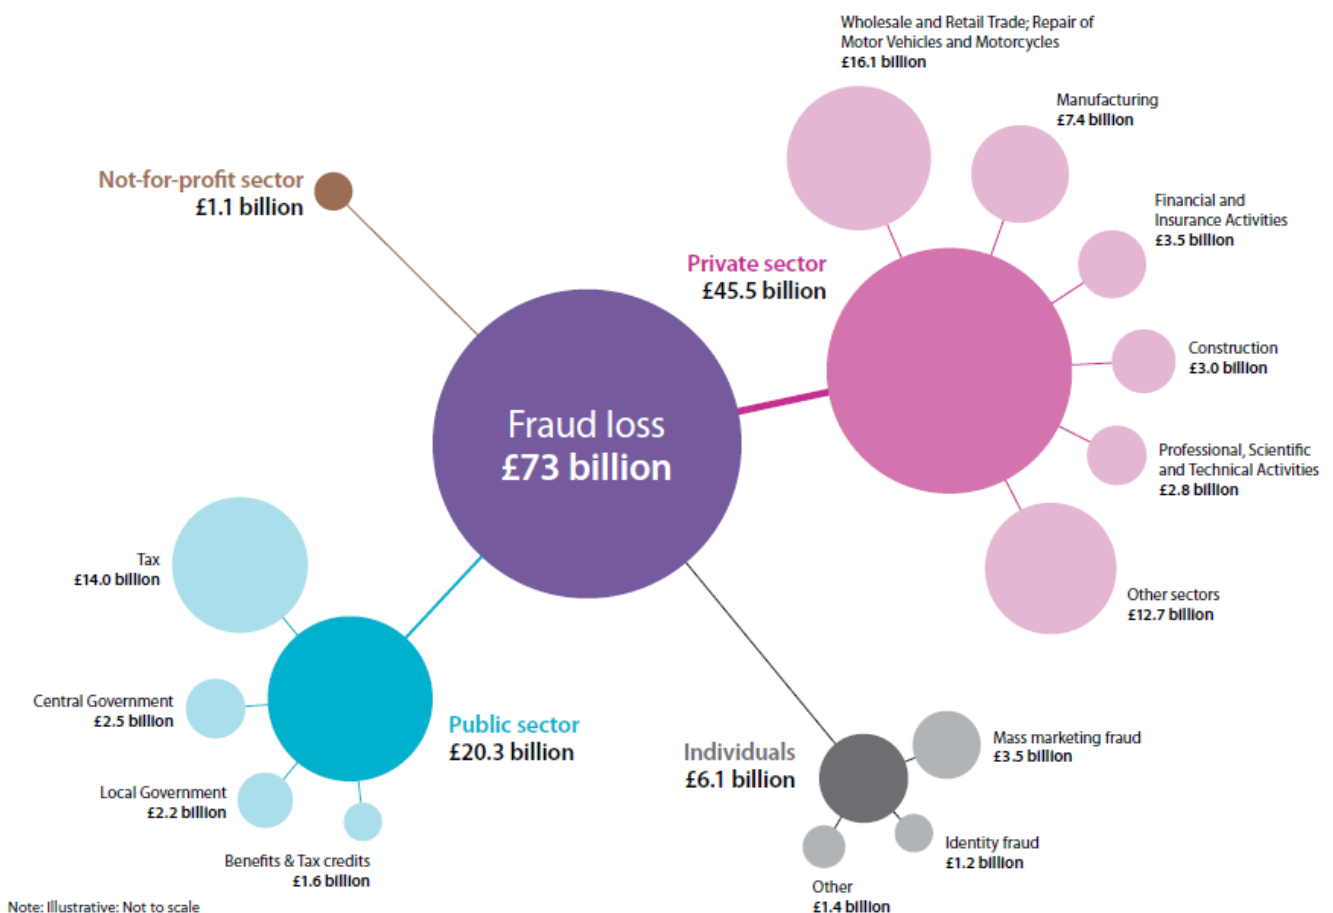 Wholesale and Retail Trade; Repair of
Motor Vehicles and Motorcycles
£16.1 billion
Manufacturing
£7.4 billion
Not-for-profit sector
£1.1 billion
Financial and
Insurance Activities
£3.5 billion
Private sector
£45.5 billion
Construction
£3.0 billion
Fraud loss
£73 billion
Professional, Scientific
and Technical Activities
£2.8 billion
Tax
£14.0 billion
Other sectors
£12.7 billion
Central Government
£2.5 billion
Public sector
£20.3 billion
Individuals
£6.1 billion
Mass marketing fraud
£3.5 billion
Local Government
£2.2 billion
Identity fraud
£1.2 billion
Benefits & Tax credits
£1.6 billion
Other
£1.4 billion
Note: Illustrative: Not to scale